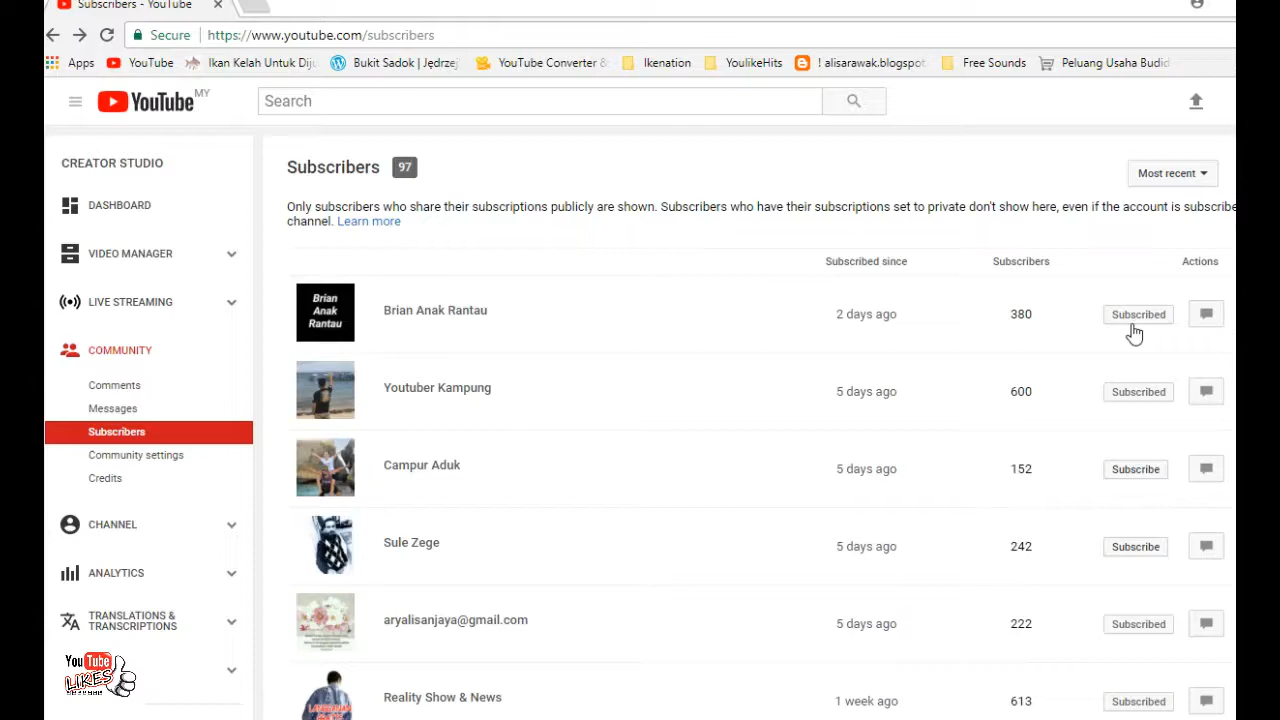 Subscribers - YouTube
Secure https://www.youtube.com/subscribers
Apps YouTube Ikan Kelah Untuk Diju Bukit Sadok | Jędrzej YouTube Converter & Ikenation YoulikeHits ! alisarawak.blogspot. Free Sounds Peluang Usaha Budid
YouTube MY
Search
CREATOR STUDIO
DASHBOARD
VIDEO MANAGER
LIVE STREAMING
COMMUNITY
Comments
Messages
Subscribers
Community settings
Credits
CHANNEL
ANALYTICS
TRANSLATIONS &
TRANSCRIPTIONS
You Tube
LIKES
Subscribers 97
Most recent
Only subscribers who share their subscriptions publicly are shown. Subscribers who have their subscriptions set to private don't show here, even if the account is subscribe
channel. Learn more
Subscribed since Subscribers Actions
Brian
Anak
Rantau
Brian Anak Rantau 2 days ago 380 Subscribed
Youtuber Kampung 5 days ago 600 Subscribed
Campur Aduk 5 days ago 152 Subscribe
Sule Zege 5 days ago 242 Subscribe
aryalisanjaya@gmail.com 5 days ago 222 Subscribed
Reality Show & News 1 week ago 613 Subscribed